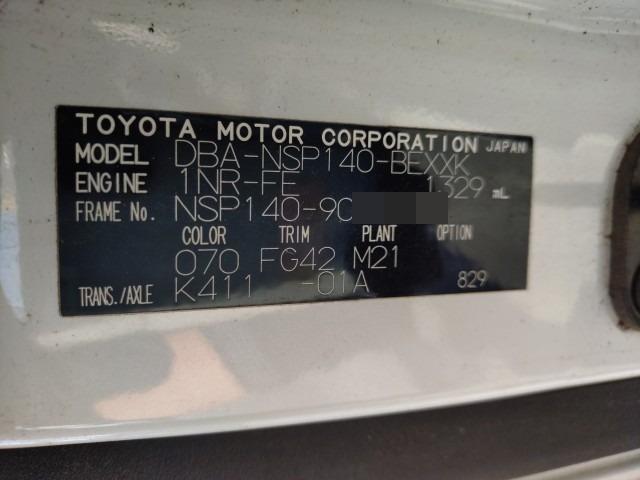 TOYOTA MOTOR CORPORATION JAPAN
MODEL DBA-NSP140-BEXXK
ENGINE 1NR-FE 1329 mL
FRAME No. NSP140-90
COLOR TRIM PLANT OPTION
070 FG42 M21
TRANS./AXLE K411 -01A 829